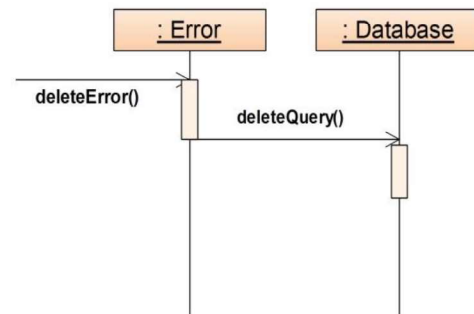 : Error
: Database
deleteError()
deleteQuery()